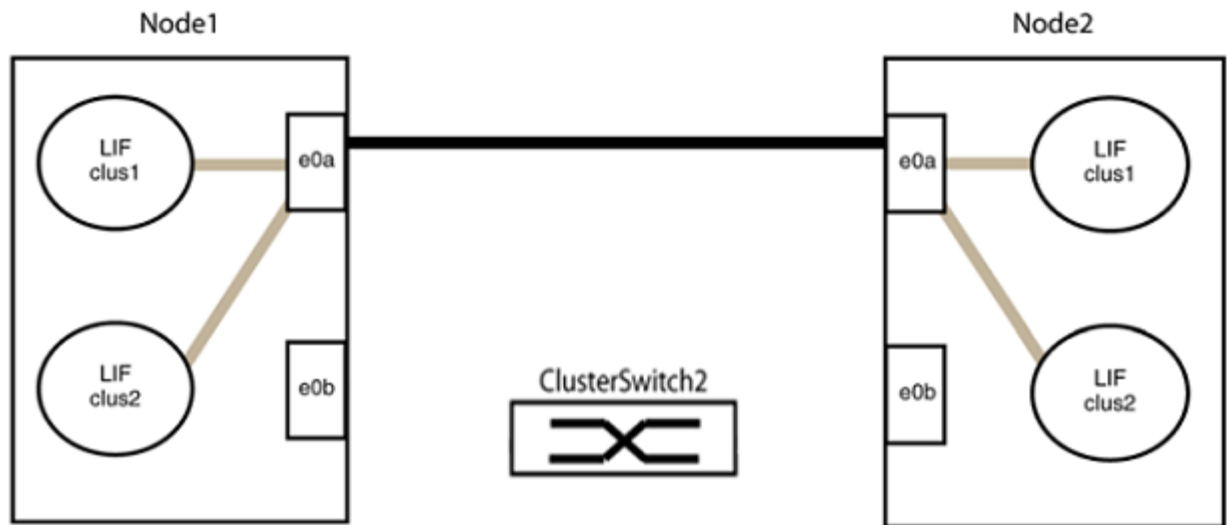 Node1
Node2
LIF
clus1
e0a
e0a
LIF
clus1
LIF
clus2
e0b
ClusterSwitch2
e0b
LIF
clus2